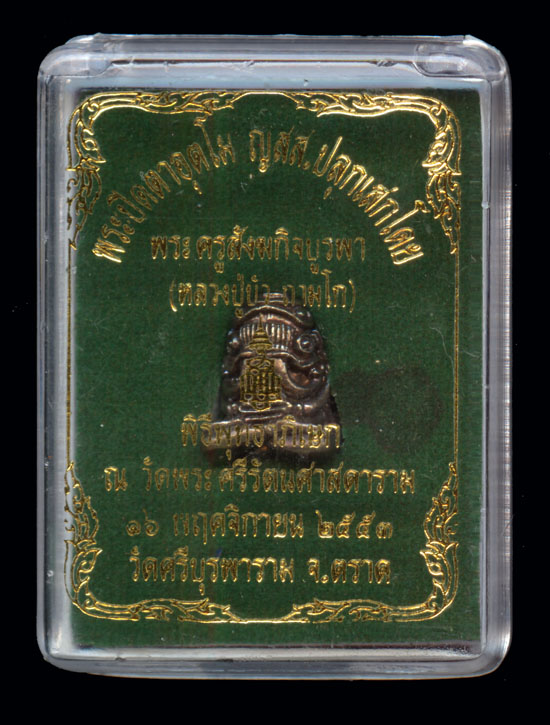 พระปิดตาอุตฺโม ญสส.ปลุกเสกโดย
พระครูสังฆกิจบูรพา
(หลวงปู่บัว ถามโก)
พิธีพุทธาภิเษก
ณ วัดพระศรีรัตนศาสดาราม
๑๖ พฤศจิกายน ๒๕๕๓
วัดศรีบุรพาราม จ.ตราด